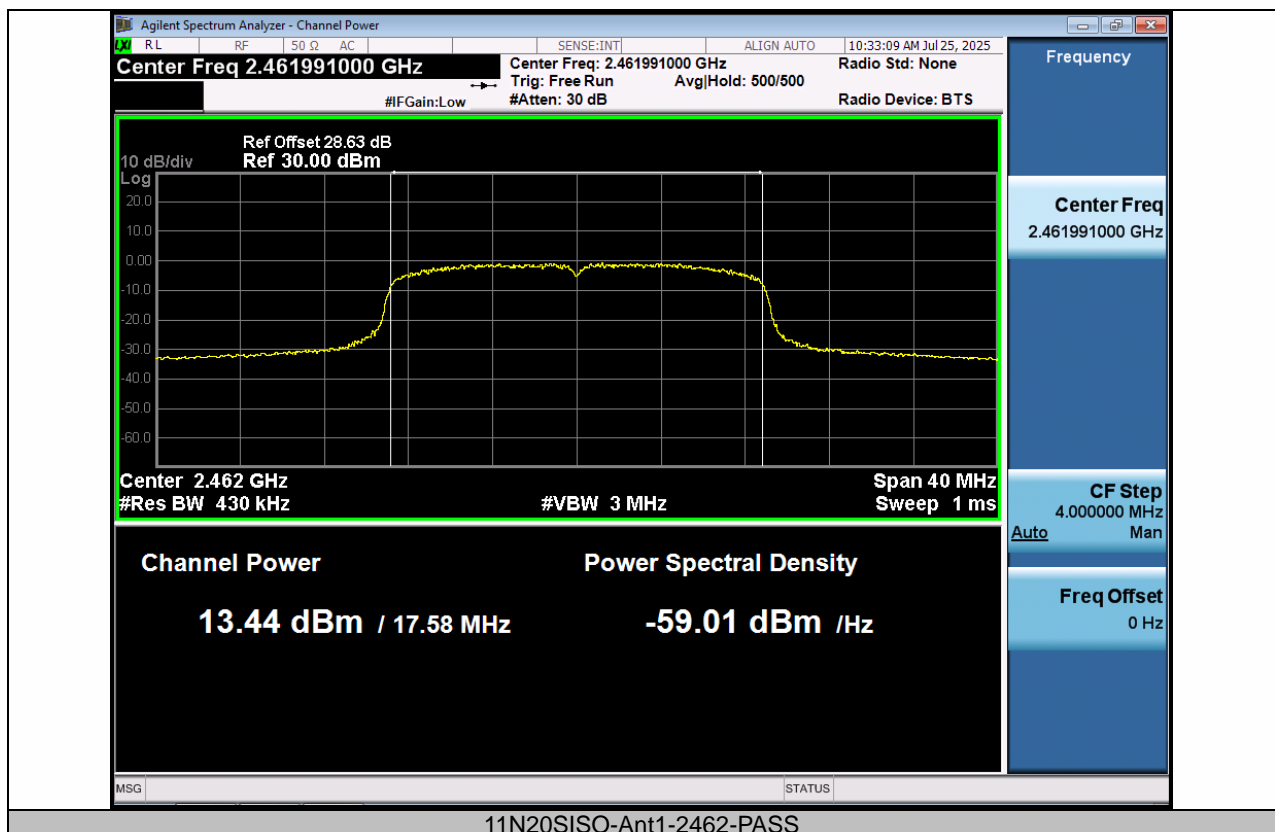 Agilent Spectrum Analyzer - Channel Power
LXI RL RF 50 Ω AC SENSE:INT ALIGN AUTO 10:33:09 AM Jul 25, 2025
Center Freq 2.461991000 GHz
Center Freq: 2.461991000 GHz Radio Std: None
Trig: Free Run Avg|Hold: 500/500
#IFGain:Low #Atten: 30 dB Radio Device: BTS
Ref Offset 28.63 dB
10 dB/div Ref 30.00 dBm
Log
20.0
10.0
0.00
-10.0
-20.0
-30.0
-40.0
-50.0
-60.0
Center 2.462 GHz Span 40 MHz
#Res BW 430 kHz #VBW 3 MHz Sweep 1 ms
Channel Power Power Spectral Density
13.44 dBm / 17.58 MHz -59.01 dBm /Hz
MSG STATUS
Frequency
Center Freq
2.461991000 GHz
CF Step
4.000000 MHz
Auto Man
Freq Offset
0 Hz
11N20SISO-Ant1-2462-PASS